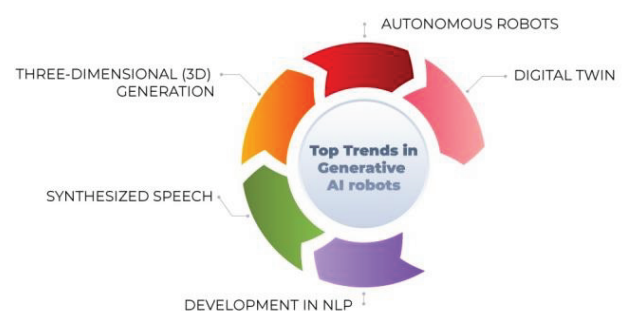 AUTONOMOUS ROBOTS
THREE-DIMENSIONAL (3D)
GENERATION
DIGITAL TWIN
Top Trends in
Generative
AI robots
SYNTHESIZED SPEECH
DEVELOPMENT IN NLP